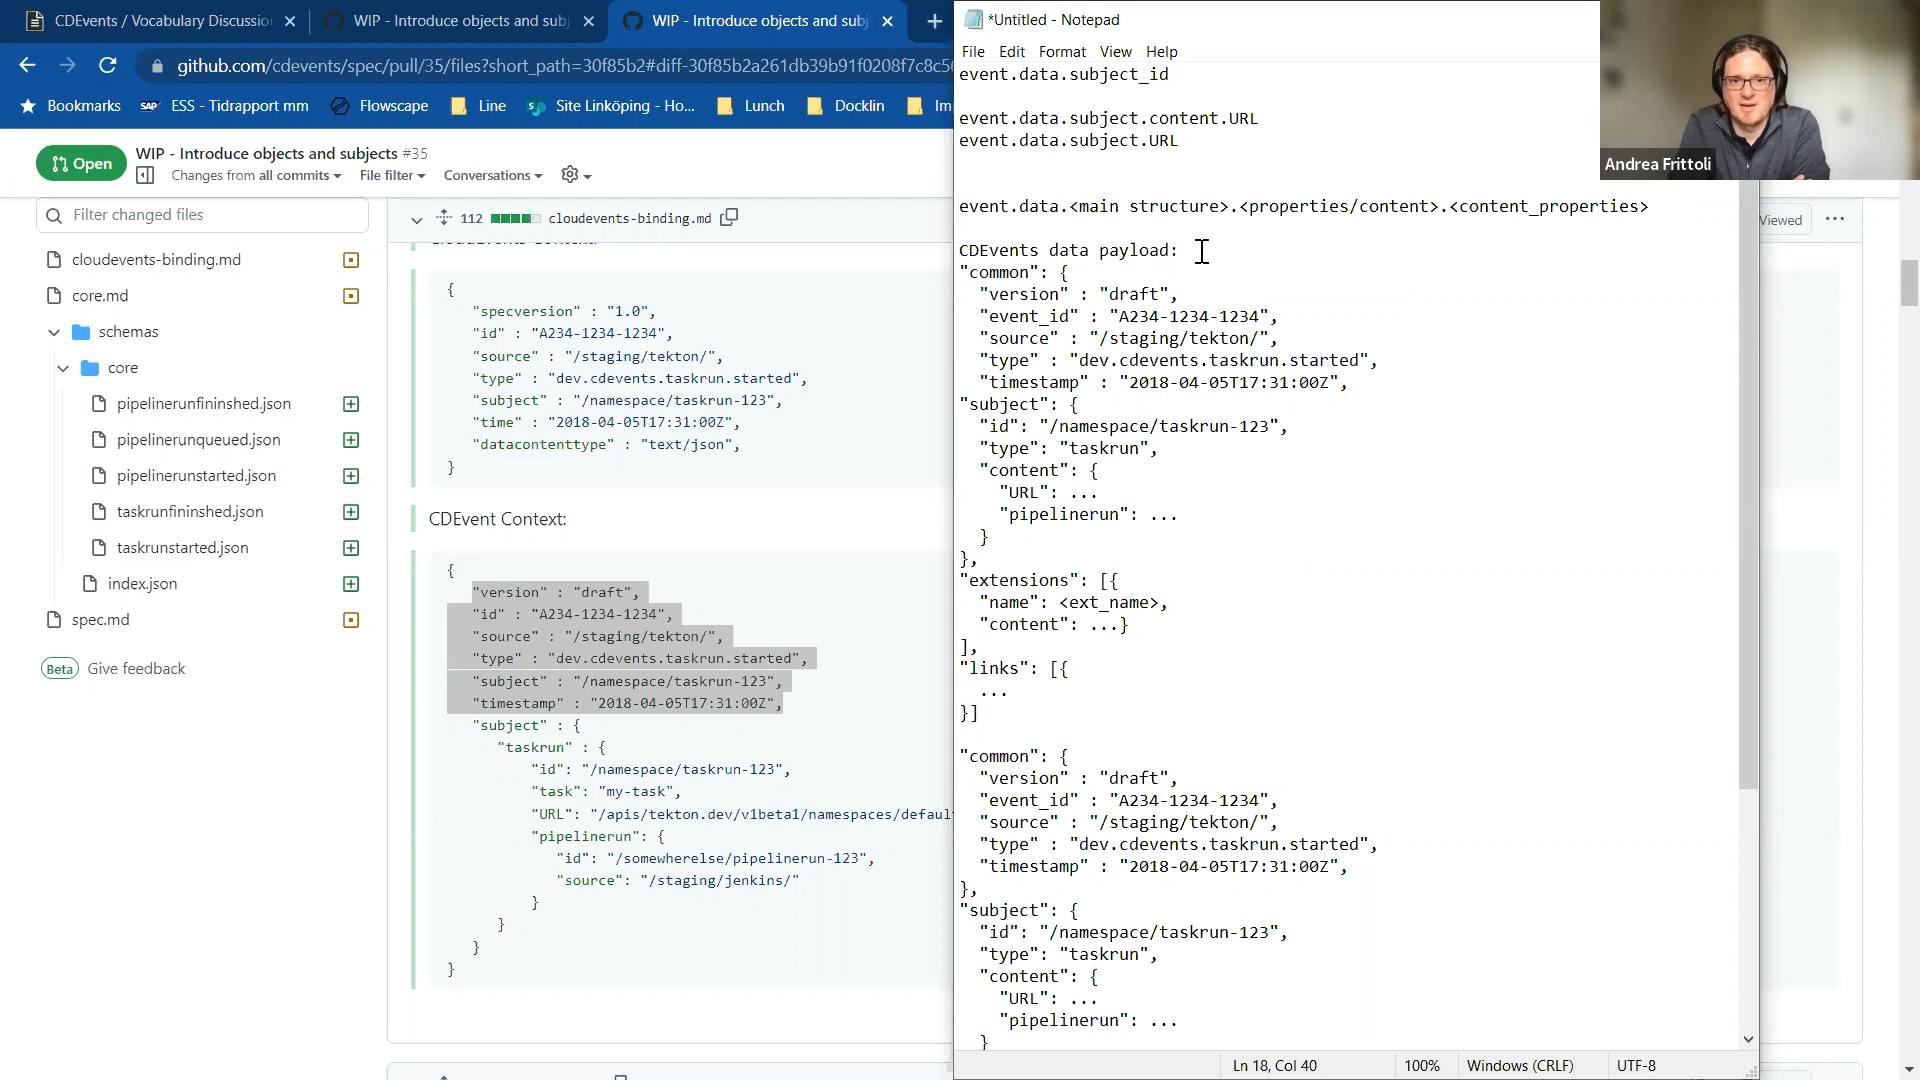 CDEvents / Vocabulary Discussio
WIP - Introduce objects and subj
WIP - Introduce objects and subj
github.com/cdevents/spec/pull/35/files?short_path=30f85b2#diff-30f85b2a261db39b91f0208f7c8c5
Bookmarks
SAP ESS - Tidrapport mm
Flowscape
Line
Site Linköping - Ho...
Lunch
Docklin
Open
WIP - Introduce objects and subjects #35
Changes from all commits
File filter
Conversations
Filter changed files
cloudevents-binding.md
core.md
schemas
core
pipelinerunfininshed.json
pipelinerunqueued.json
pipelinerunstarted.json
taskrunfininshed.json
taskrunstarted.json
index.json
spec.md
Beta Give feedback
112 cloudevents-binding.md
Viewed
{
"specversion" : "1.0",
"id" : "A234-1234-1234",
"source" : "/staging/tekton/",
"type" : "dev.cdevents.taskrun.started",
"subject" : "/namespace/taskrun-123",
"time" : "2018-04-05T17:31:00Z",
"datacontenttype" : "text/json",
}
CDEvent Context:
{
"version" : "draft",
"id" : "A234-1234-1234",
"source" : "/staging/tekton/",
"type" : "dev.cdevents.taskrun.started",
"subject" : "/namespace/taskrun-123",
"timestamp" : "2018-04-05T17:31:00Z",
"subject" : {
"taskrun" : {
"id": "/namespace/taskrun-123",
"task": "my-task",
"URL": "/apis/tekton.dev/v1beta1/namespaces/defaul
"pipelinerun": {
"id": "/somewherelse/pipelinerun-123",
"source": "/staging/jenkins/"
}
}
}
}
*Untitled - Notepad
File Edit Format View Help
event.data.subject_id
event.data.subject.content.URL
event.data.subject.URL
event.data.<main structure>.<properties/content>.<content_properties>
CDEvents data payload:
"common": {
"version" : "draft",
"event_id" : "A234-1234-1234",
"source" : "/staging/tekton/",
"type" : "dev.cdevents.taskrun.started",
"timestamp" : "2018-04-05T17:31:00Z",
"subject": {
"id": "/namespace/taskrun-123",
"type": "taskrun",
"content": {
"URL": ...
"pipelinerun": ...
}
},
"extensions": [{
"name": <ext_name>,
"content": ...}
],
"links": [{
...
}]
"common": {
"version" : "draft",
"event_id" : "A234-1234-1234",
"source" : "/staging/tekton/",
"type" : "dev.cdevents.taskrun.started",
"timestamp" : "2018-04-05T17:31:00Z",
},
"subject": {
"id": "/namespace/taskrun-123",
"type": "taskrun",
"content": {
"URL": ...
"pipelinerun": ...
}
Ln 18, Col 40
100%
Windows (CRLF)
UTF-8
Andrea Frittoli